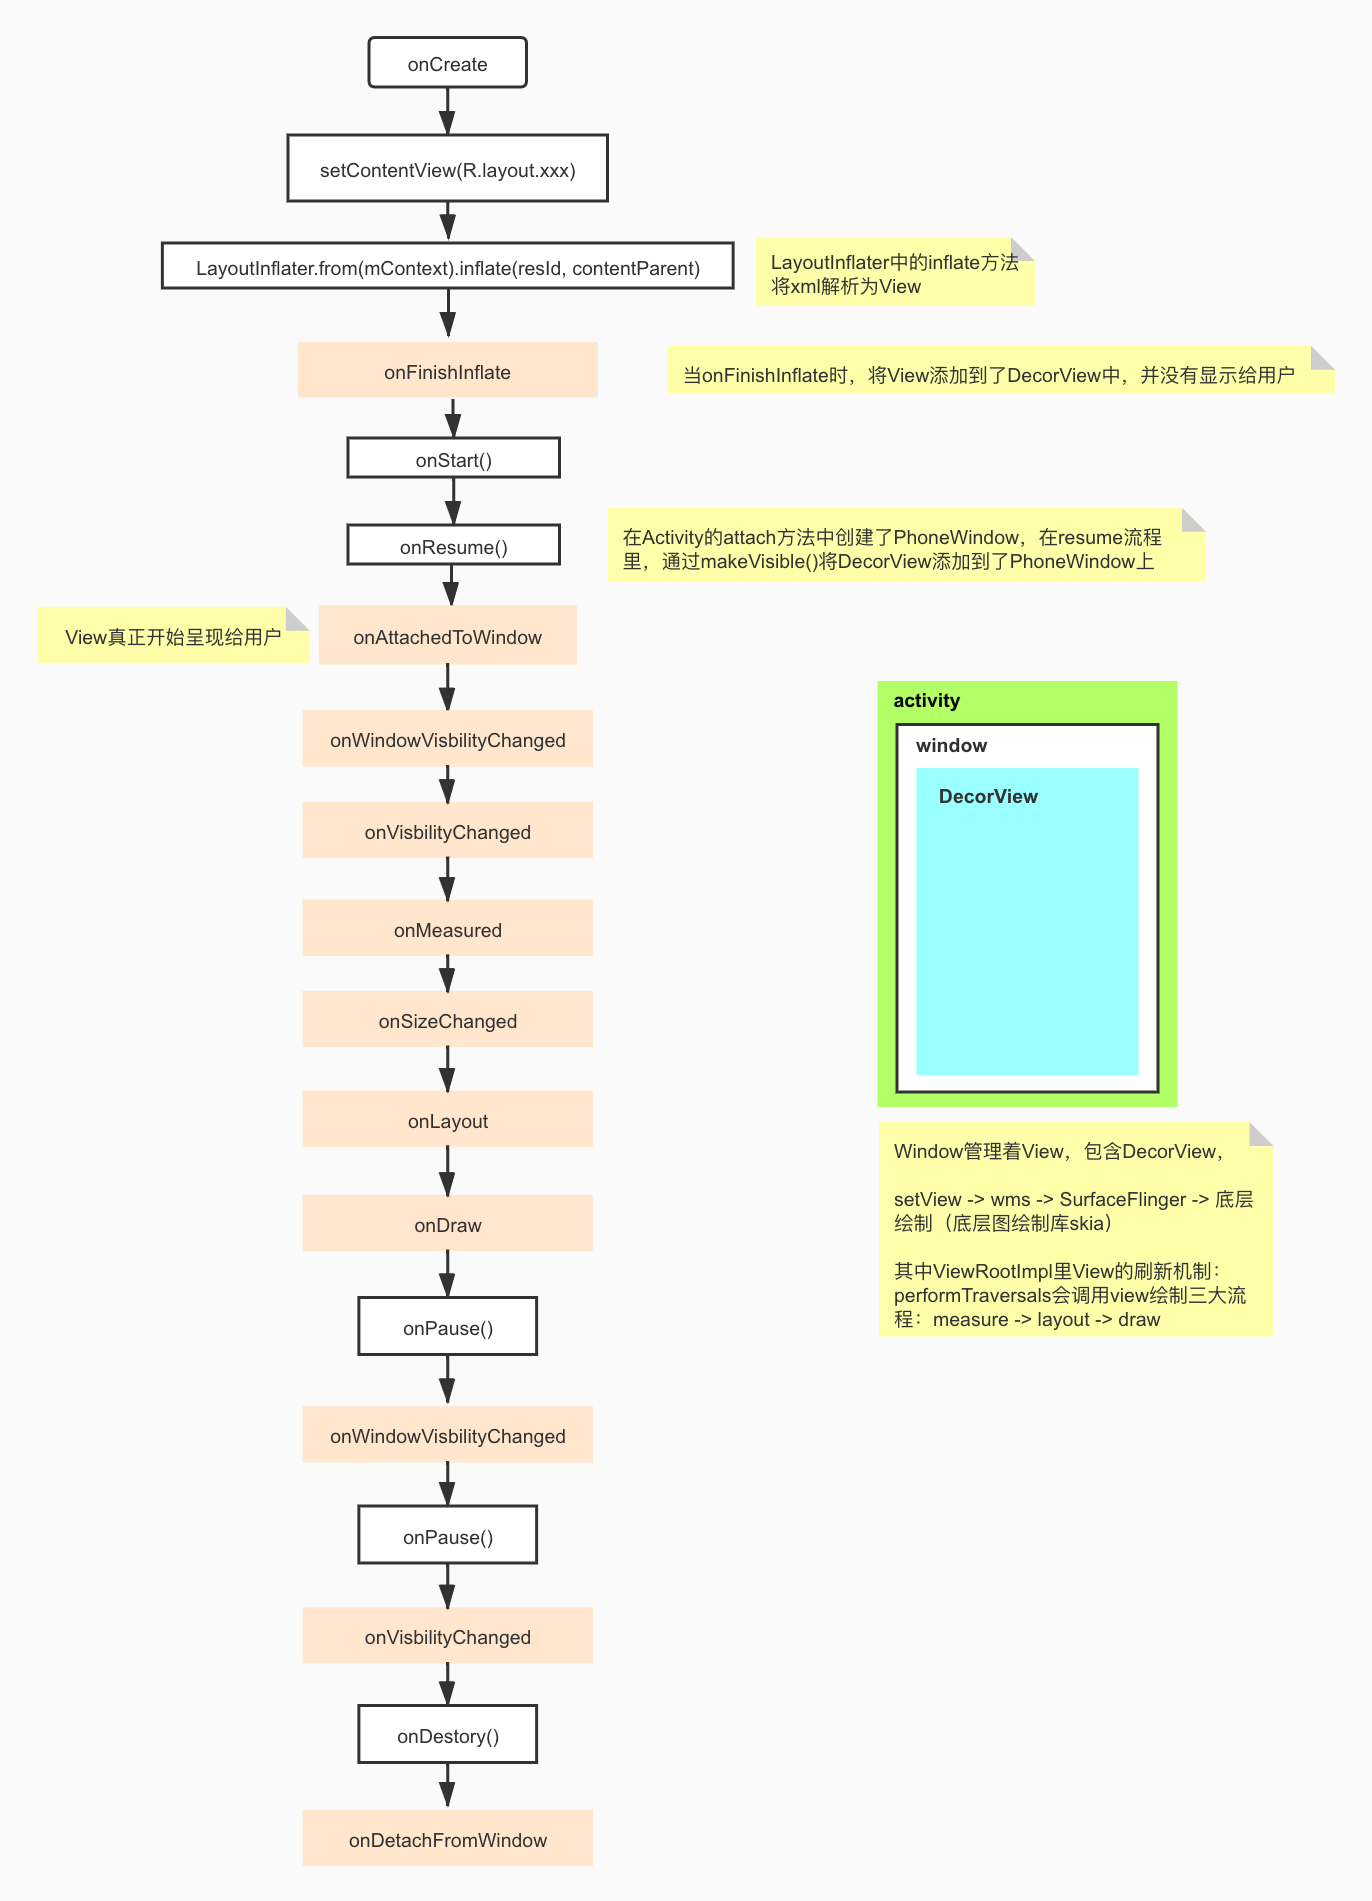 onCreate
setContentView(R.layout.xxx)
LayoutInflater.from(mContext).inflate(resId, contentParent)
LayoutInflater中的inflate方法
将xml解析为View
onFinishInflate
当onFinishInflate时，将View添加到了DecorView中，并没有显示给用户
onStart()
onResume()
在Activity的attach方法中创建了PhoneWindow，在resume流程
里，通过makeVisible()将DecorView添加到了PhoneWindow上
View真正开始呈现给用户
onAttachedToWindow
onWindowVisbilityChanged
onVisbilityChanged
onMeasured
onSizeChanged
onLayout
onDraw
onPause()
onWindowVisbilityChanged
onPause()
onVisbilityChanged
onDestory()
onDetachFromWindow
activity
window
DecorView
Window管理着View，包含DecorView，
setView -> wms -> SurfaceFlinger -> 底层
绘制（底层图绘制库skia）
其中ViewRootImpl里View的刷新机制：
performTraversals会调用view绘制三大流
程：measure -> layout -> draw